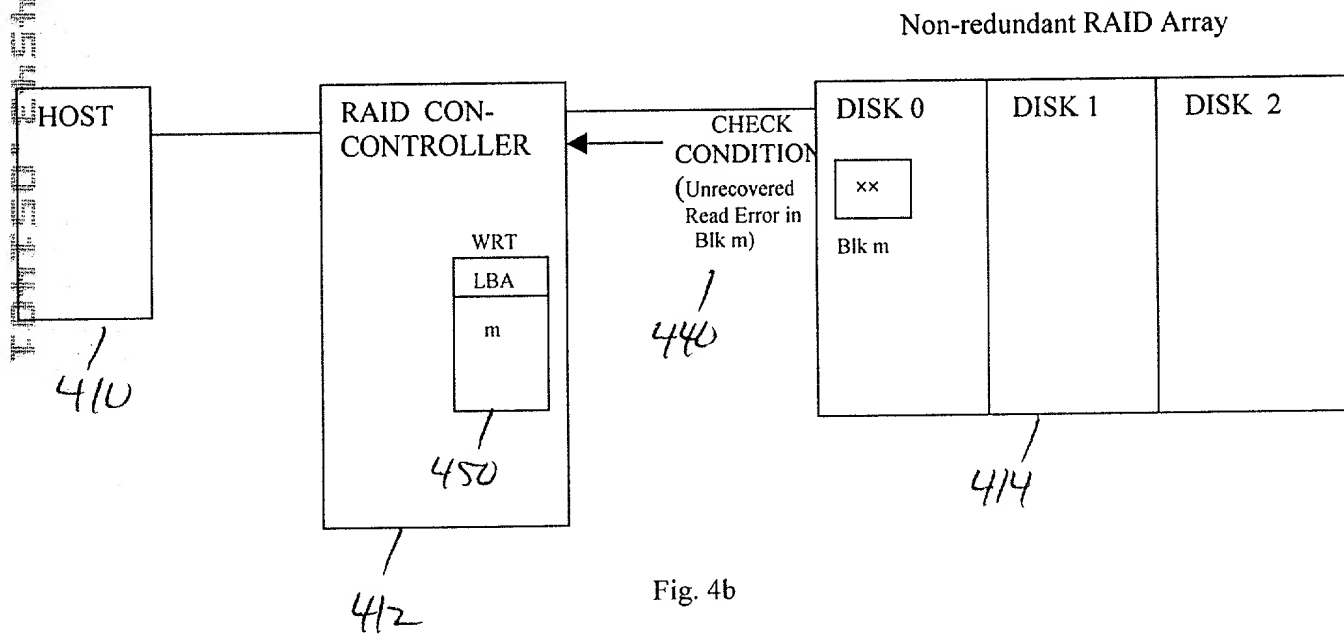 Non-redundant RAID Array
HOST
RAID CON-
CONTROLLER
CHECK
CONDITION
(Unrecovered
Read Error in
Blk m)
DISK 0
DISK 1
DISK 2
××
Blk m
WRT
LBA
m
440
410
450
414
412
Fig. 4b